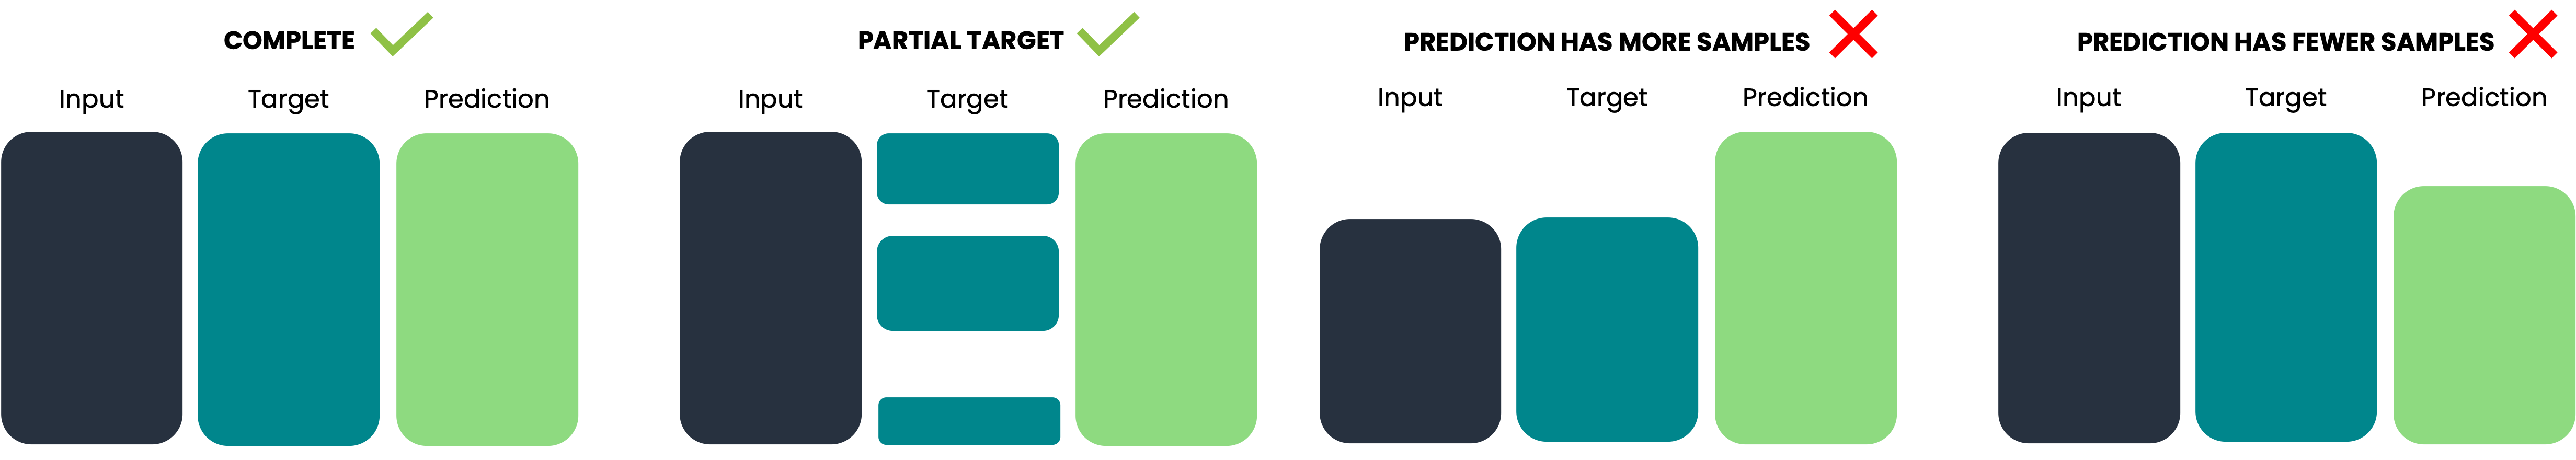 COMPLETE
Input Target Prediction
PARTIAL TARGET
Input Target Prediction
PREDICTION HAS MORE SAMPLES
Input Target Prediction
PREDICTION HAS FEWER SAMPLES
Input Target Prediction